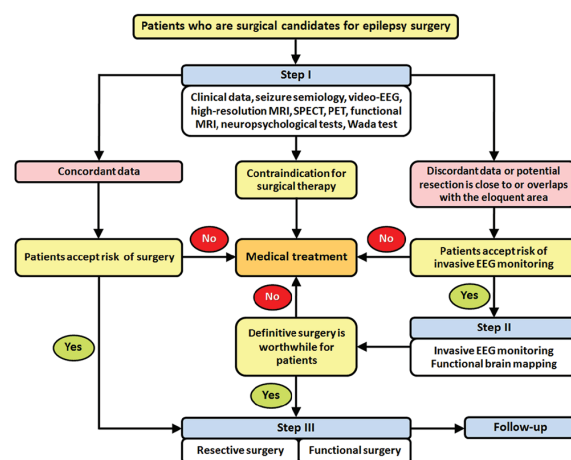 Patients who are surgical candidates for epilepsy surgery
Step I
Clinical data, seizure semiology, video-EEG,
high-resolution MRI, SPECT, PET, functional
MRI, neuropsychological tests, Wada test
Concordant data
Contraindication for
surgical therapy
Discordant data or potential
resection is close to or overlaps
with the eloquent area
No
No
Patients accept risk of surgery
Medical treatment
Patients accept risk of
invasive EEG monitoring
No
Yes
Yes
Definitive surgery is
worthwhile for
patients
Step II
Invasive EEG monitoring
Functional brain mapping
Yes
Step III
Follow-up
Resective surgery
Functional surgery